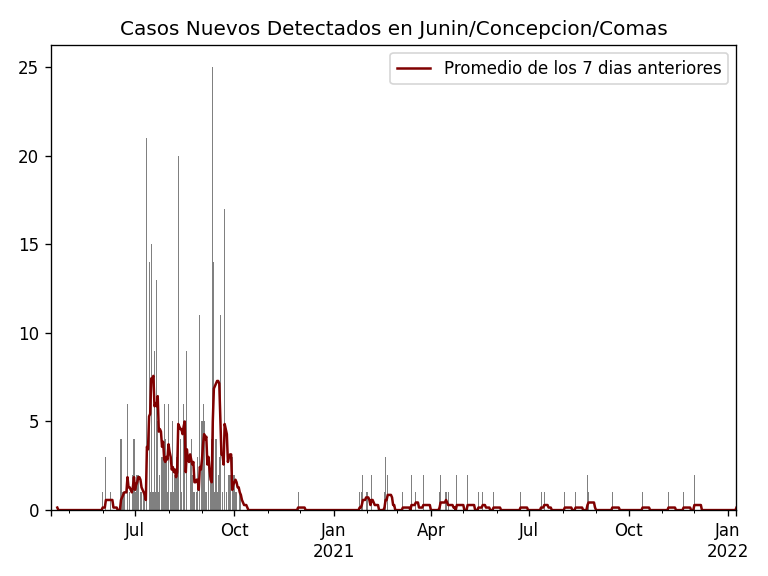 Casos Nuevos Detectados en Junin/Concepcion/Comas
Promedio de los 7 dias anteriores
25
20
15
10
5
0
Jul Oct Jan Apr Jul Oct Jan
2021 2022